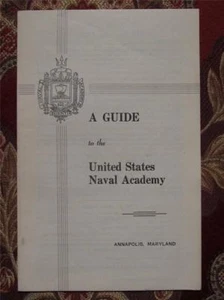 A GUIDE
to the
United States
Naval Academy
ANNAPOLIS, MARYLAND